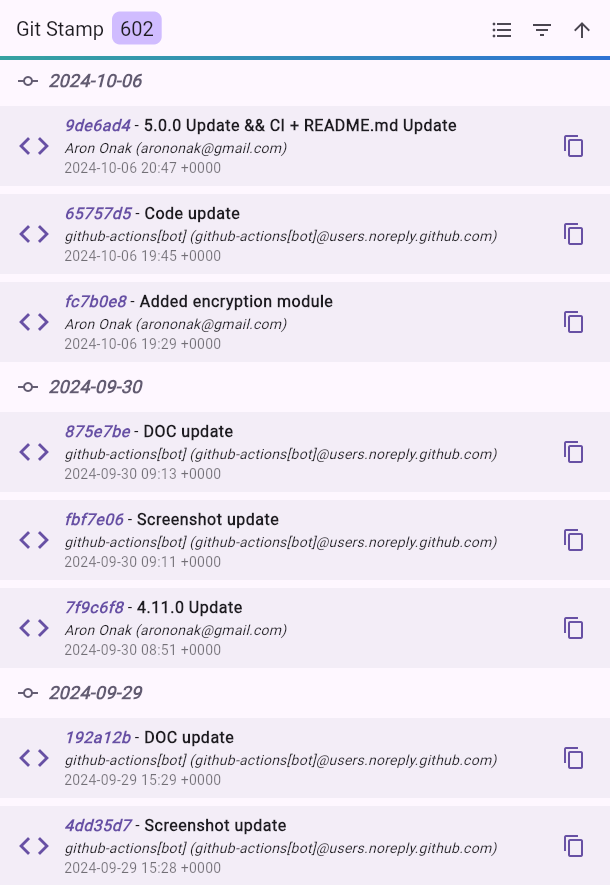 Git Stamp 602
2024-10-06
9de6ad4 - 5.0.0 Update && CI + README.md Update
Aron Onak (arononak@gmail.com)
2024-10-06 20:47 +0000
65757d5 - Code update
github-actions[bot] (github-actions[bot]@users.noreply.github.com)
2024-10-06 19:45 +0000
fc7b0e8 - Added encryption module
Aron Onak (arononak@gmail.com)
2024-10-06 19:29 +0000
2024-09-30
875e7be - DOC update
github-actions[bot] (github-actions[bot]@users.noreply.github.com)
2024-09-30 09:13 +0000
fbf7e06 - Screenshot update
github-actions[bot] (github-actions[bot]@users.noreply.github.com)
2024-09-30 09:11 +0000
7f9c6f8 - 4.11.0 Update
Aron Onak (arononak@gmail.com)
2024-09-30 08:51 +0000
2024-09-29
192a12b - DOC update
github-actions[bot] (github-actions[bot]@users.noreply.github.com)
2024-09-29 15:29 +0000
4dd35d7 - Screenshot update
github-actions[bot] (github-actions[bot]@users.noreply.github.com)
2024-09-29 15:28 +0000